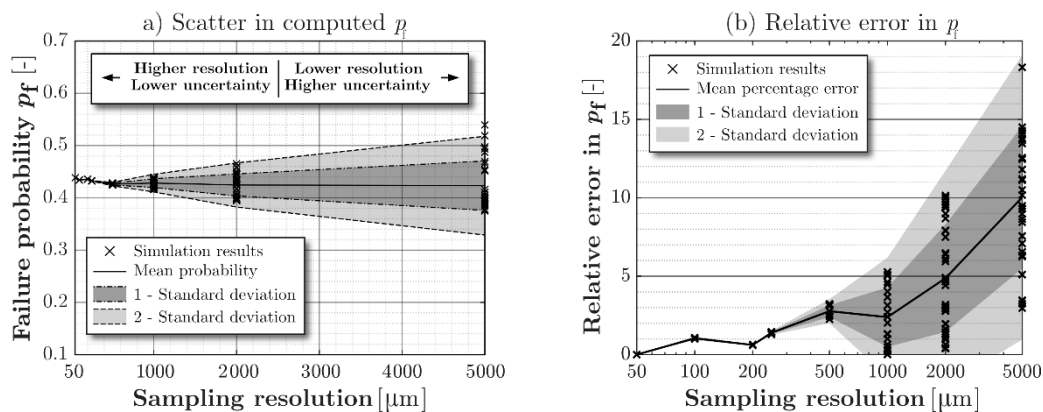 a) Scatter in computed p_f
Failure probability p_f [-]
0.7
0.6
0.5
0.4
0.3
0.2
0.1
Higher resolution | Lower resolution
Lower uncertainty | Higher uncertainty
Simulation results
Mean probability
1 - Standard deviation
2 - Standard deviation
50 1000 2000 3000 4000 5000
Sampling resolution [μm]
(b) Relative error in p_f
Relative error in p_f [-]
20
15
10
5
0
Simulation results
Mean percentage error
1 - Standard deviation
2 - Standard deviation
50 100 200 500 1000 2000 5000
Sampling resolution [μm]